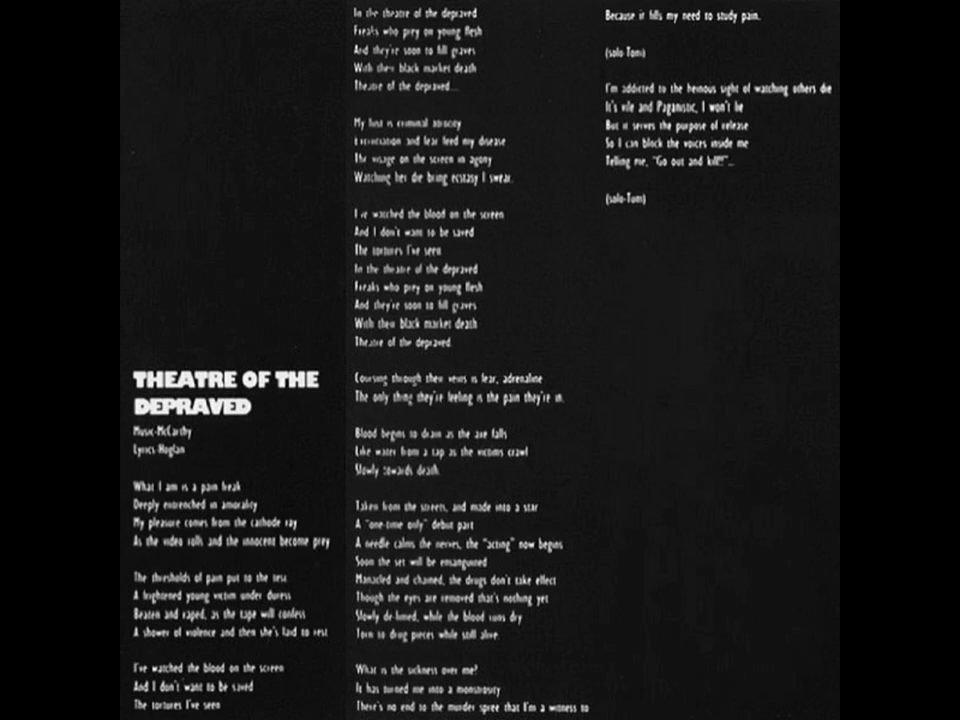 THEATRE OF THE
DEPRAVED
Music-McCarthy
Lyrics-Hoglan
What I am is a pain freak
Deeply entrenched in amorality
My pleasure comes from the cathode ray
As the video rolls and the innocent become prey
The thresholds of pain put to the test
A frightened young victim under duress
Beaten and raped, as the tape will confess
A shower of violence and then she's laid to rest
I've watched the blood on the screen
And I don't want to be saved
The tortures I've seen
In the theatre of the depraved
Freaks who prey on young flesh
And they're soon to fill graves
With their black market death
Theatre of the depraved...
My lust is criminal atrocity
Excruciation and fear feed my disease
The visage on the screen in agony
Watching her die bring ecstasy I swear.
I've watched the blood on the screen
And I don't want to be saved
The tortures I've seen
In the theatre of the depraved
Freaks who prey on young flesh
And they're soon to fill graves
With their black market death
Theatre of the depraved
Coursing through their veins is fear, adrenaline
The only thing they're feeling is the pain they're in.
Blood begins to drain as the axe falls
Like water from a tap as the victims crawl
Slowly towards death
Taken from the streets, and made into a star
A "one-time only" debut part
A needle calms the nerves, the "acting" now begins
Soon the set will be ensanguined
Manacled and chained, the drugs don't take effect
Though the eyes are removed that's nothing yet
Slowly de-limed, while the blood runs dry
Torn to drug pieces while still alive
What is the sickness over me?
It has turned me into a monstrosity
There's no end to the murder spree that I'm a witness to
Because it fills my need to study pain.
(solo-Tom)
I'm addicted to the heinous sight of watching others die
It's vile and Paganistic, I won't lie
But it serves the purpose of release
So I can block the voices inside me
Telling me, "Go out and kill!!"...
(solo-Tom)